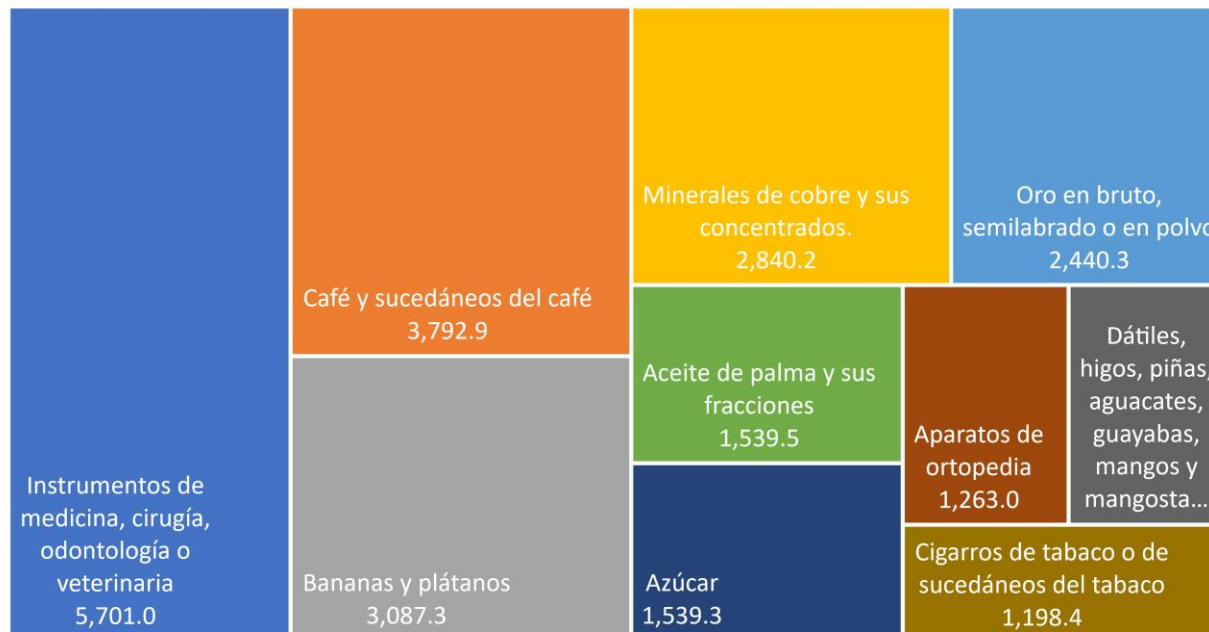 Instrumentos de
medicina, cirugía,
odontología o
veterinaria
5,701.0
Café y sucedáneos del café
3,792.9
Bananas y plátanos
3,087.3
Minerales de cobre y sus
concentrados.
2,840.2
Oro en bruto,
semilabrado o en polvo
2,440.3
Aceite de palma y sus
fracciones
1,539.5
Azúcar
1,539.3
Aparatos de
ortopedia
1,263.0
Dátiles,
higos, piñas,
aguacates,
guayabas,
mangos y
mangosta...
Cigarros de tabaco o de
sucedáneos del tabaco
1,198.4